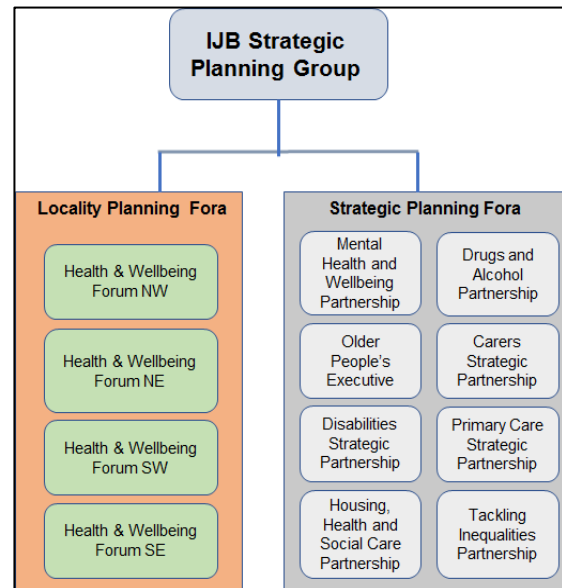 IJB Strategic
Planning Group
Locality Planning Fora
Health & Wellbeing
Forum NW
Health & Wellbeing
Forum NE
Health & Wellbeing
Forum SW
Health & Wellbeing
Forum SE
Strategic Planning Fora
Mental
Health and
Wellbeing
Partnership
Drugs and
Alcohol
Partnership
Older
People's
Executive
Carers
Strategic
Partnership
Disabilities
Strategic
Partnership
Primary Care
Strategic
Partnership
Housing,
Health and
Social Care
Partnership
Tackling
Inequalities
Partnership